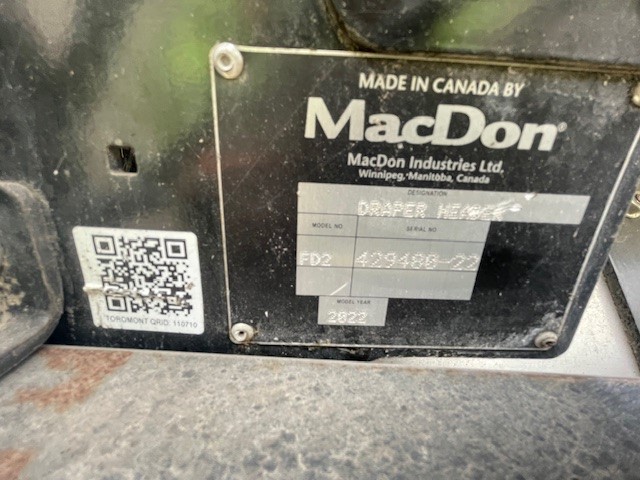 MADE IN CANADA BY
MacDon®
MacDon Industries Ltd.
Winnipeg, Manitoba, Canada
DESIGNATION
DRAPER HEADER
MODEL NO SERIAL NO
FD2 429480-22
MODEL YEAR
2022
TOROMONT QRID: 110710